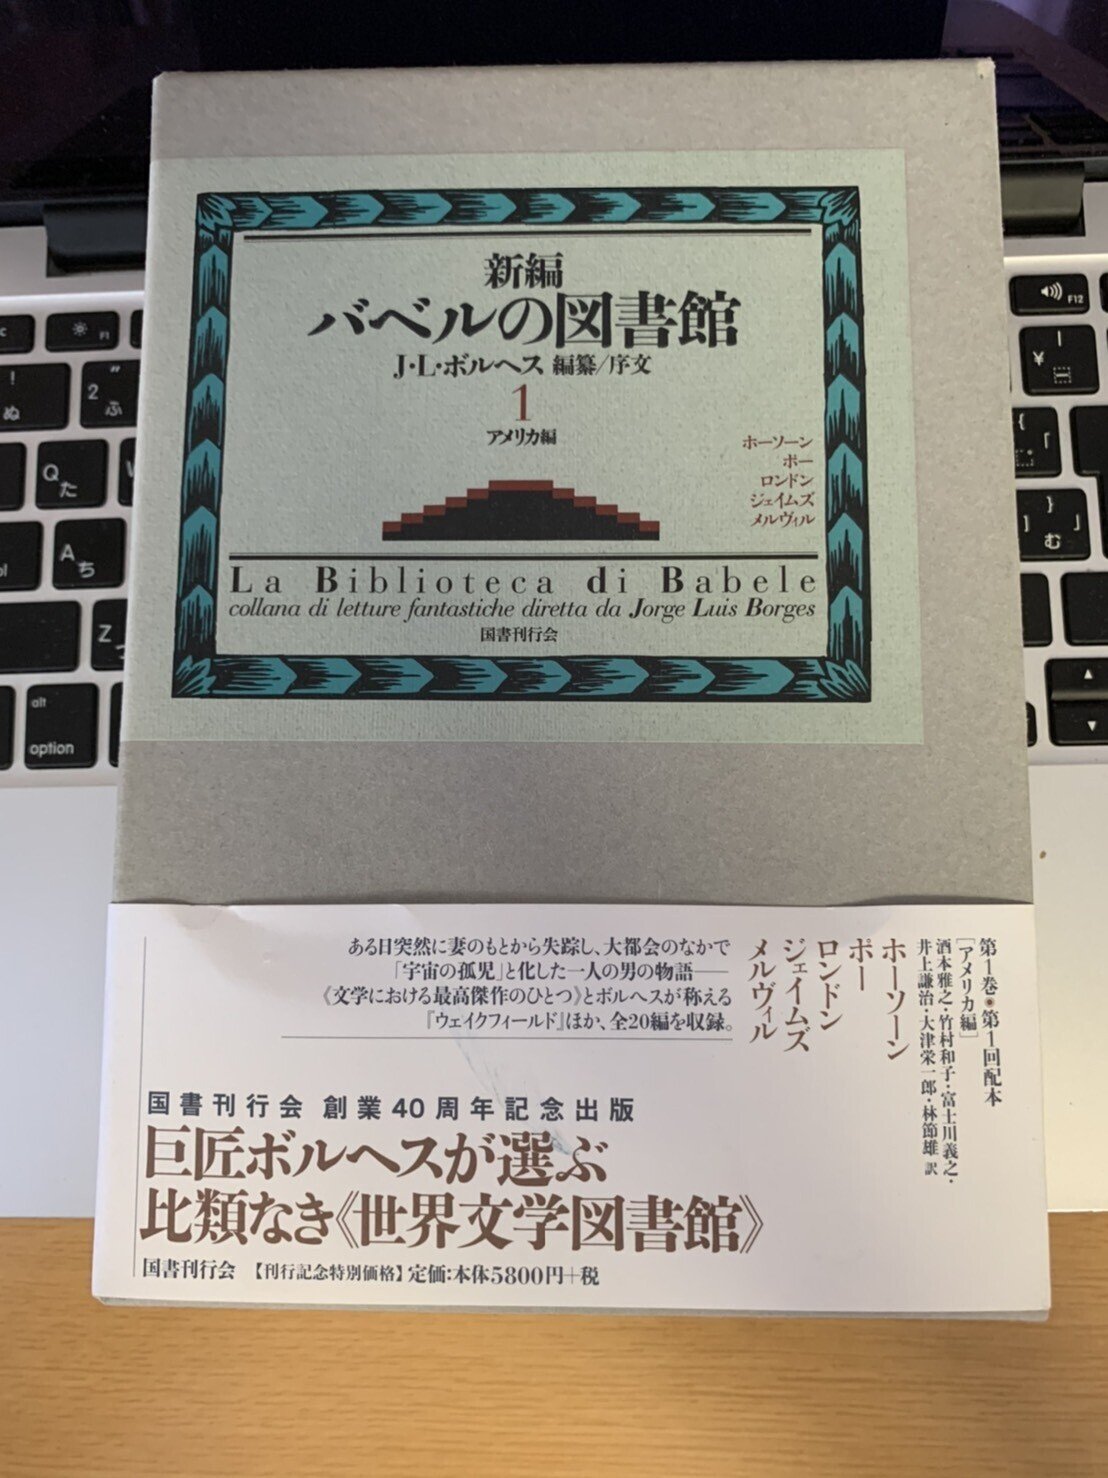 新編
バベルの図書館
J・L・ボルヘス 編纂/序文
1
アメリカ編
ホーソーン
ポー
ロンドン
ジェイムズ
メルヴィル
La Biblioteca di Babele
collana di letture fantastiche diretta da Jorge Luis Borges
国書刊行会
第1巻●第1回配本
[アメリカ編]
酒本雅之・竹村和子・富士川義之・
井上謙治・大津栄一郎・林節雄 訳
ホーソーン
ポー
ロンドン
ジェイムズ
メルヴィル
ある日突然に妻のもとから失踪し、大都会のなかで
「宇宙の孤児」と化した一人の男の物語――
《文学における最高傑作のひとつ》とボルヘスが称える
『ウェイクフィールド』ほか、全20編を収録。
国書刊行会 創業40周年記念出版
巨匠ボルヘスが選ぶ
比類なき《世界文学図書館》
国書刊行会 【刊行記念特別価格】定価:本体5800円+税
F1
!
ぬ
2
"
ふ
Q
た
A
ち
Z
alt
option
F12
|
¥
{
「
[
}
」
]
む